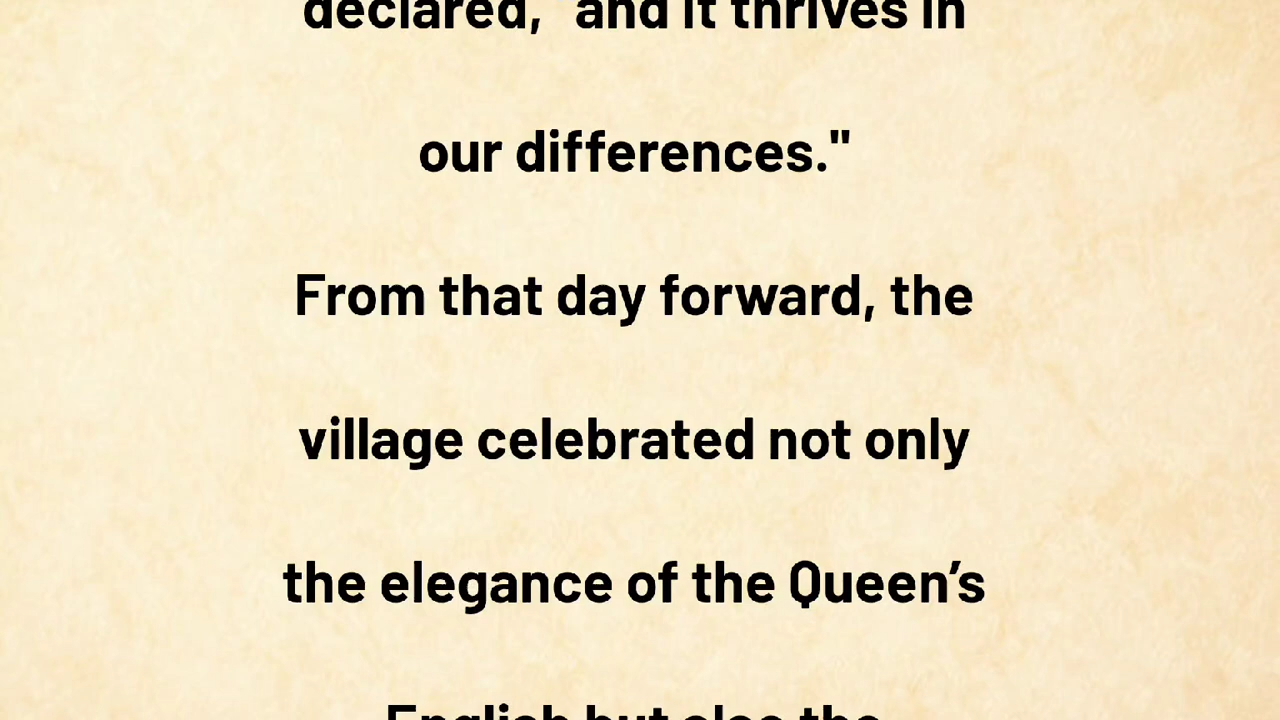 declared, "and it thrives in
our differences."
From that day forward, the
village celebrated not only
the elegance of the Queen’s
English but also the